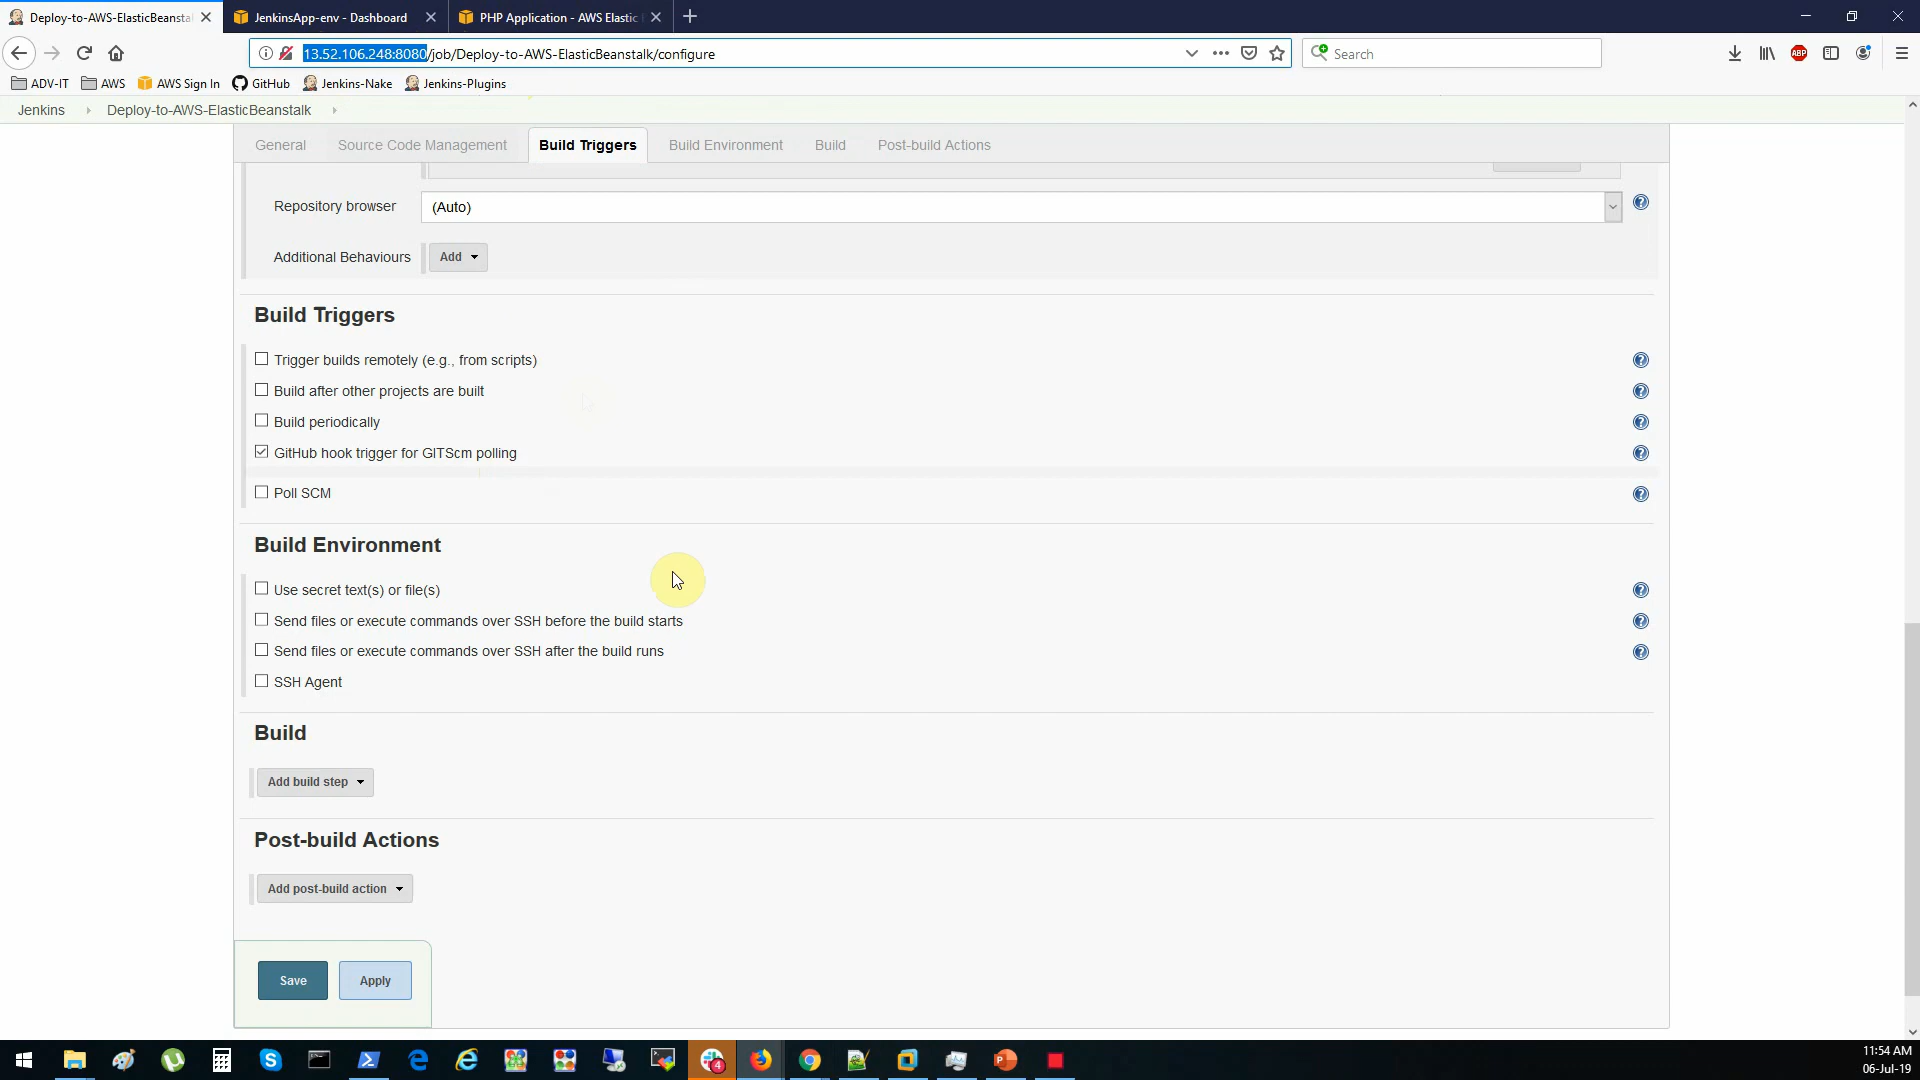 Deploy-to-AWS-ElasticBeansta
JenkinsApp-env - Dashboard
PHP Application - AWS Elastic
13.52.106.248:8080/job/Deploy-to-AWS-ElasticBeanstalk/configure
Search
ABP
ADV-IT
AWS
AWS Sign In
GitHub
Jenkins-Nake
Jenkins-Plugins
Jenkins
Deploy-to-AWS-ElasticBeanstalk
General
Source Code Management
Build Triggers
Build Environment
Build
Post-build Actions
Repository browser
(Auto)
Additional Behaviours
Add
Build Triggers
Trigger builds remotely (e.g., from scripts)
Build after other projects are built
Build periodically
GitHub hook trigger for GITScm polling
Poll SCM
Build Environment
Use secret text(s) or file(s)
Send files or execute commands over SSH before the build starts
Send files or execute commands over SSH after the build runs
SSH Agent
Build
Add build step
Post-build Actions
Add post-build action
Save
Apply
4
11:54 AM
06-Jul-19